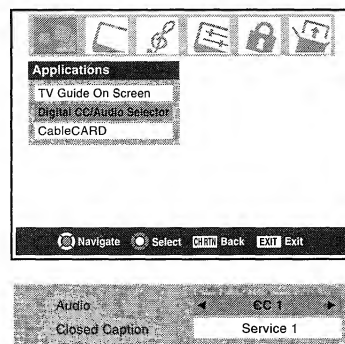 Applications
TV Guide On Screen
Digital CC/Audio Selector
CableCARD
Navigate Select CH RTN Back EXIT Exit
Audio CC 1
Closed Caption Service 1